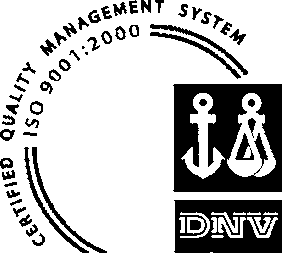 CERTIFIED QUALITY MANAGEMENT SYSTEM
ISO 9001:2000
DNV